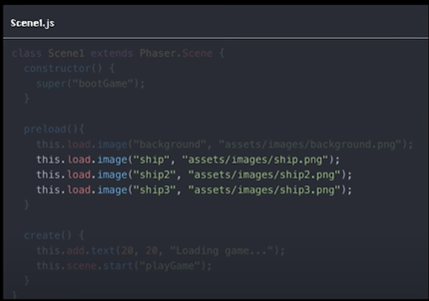 Scene1.js
class Scene1 extends Phaser.Scene {
constructor() {
super("bootGame");
}
preload(){
this.load.image("background", "assets/images/background.png");
this.load.image("ship", "assets/images/ship.png");
this.load.image("ship2", "assets/images/ship2.png");
this.load.image("ship3", "assets/images/ship3.png");
}
create() {
this.add.text(20, 20, "Loading game...");
this.scene.start("playGame");
}
}